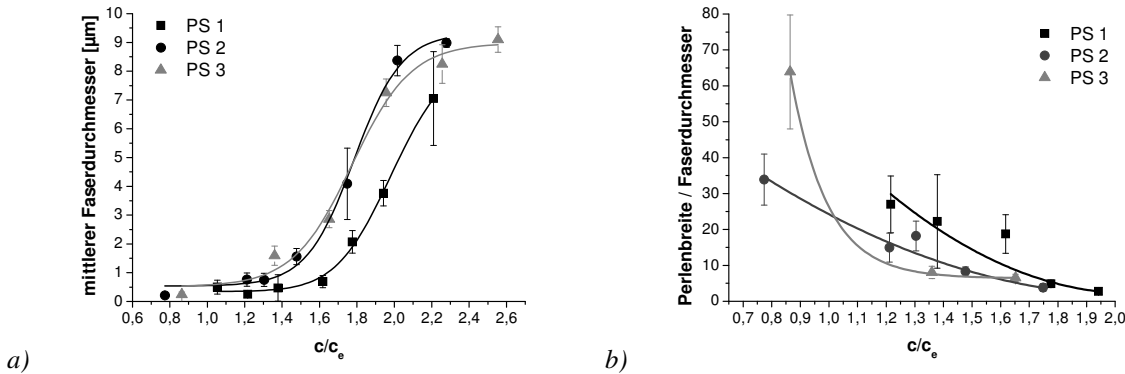 10
9
8
7
6
5
4
3
2
1
0
mittlerer Faserdurchmesser [µm]
PS 1
PS 2
PS 3
0,6 0,8 1,0 1,2 1,4 1,6 1,8 2,0 2,2 2,4 2,6
c/ce
a)
80
70
60
50
40
30
20
10
0
Perlenbreite / Faserdurchmesser
PS 1
PS 2
PS 3
0,7 0,8 0,9 1,0 1,1 1,2 1,3 1,4 1,5 1,6 1,7 1,8 1,9 2,0
c/ce
b)